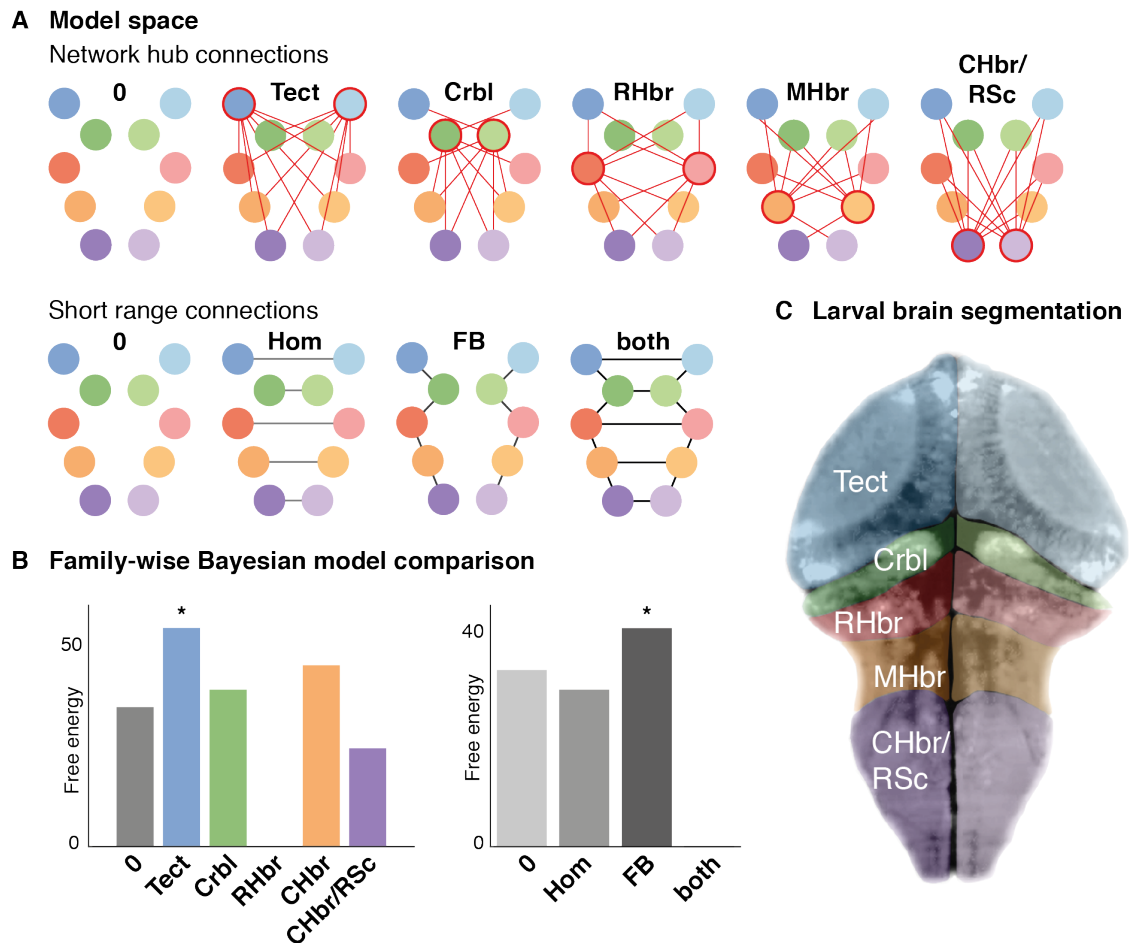 A Model space
Network hub connections
0 Tect Crbl RHbr MHbr CHbr/
RSc
Short range connections
0 Hom FB both
B Family-wise Bayesian model comparison
*
50
Free energy
0
0 Tect Crbl RHbr CHbr CHbr/RSc
*
40
Free energy
0
0 Hom FB both
C Larval brain segmentation
Tect
Crbl
RHbr
MHbr
CHbr/
RSc